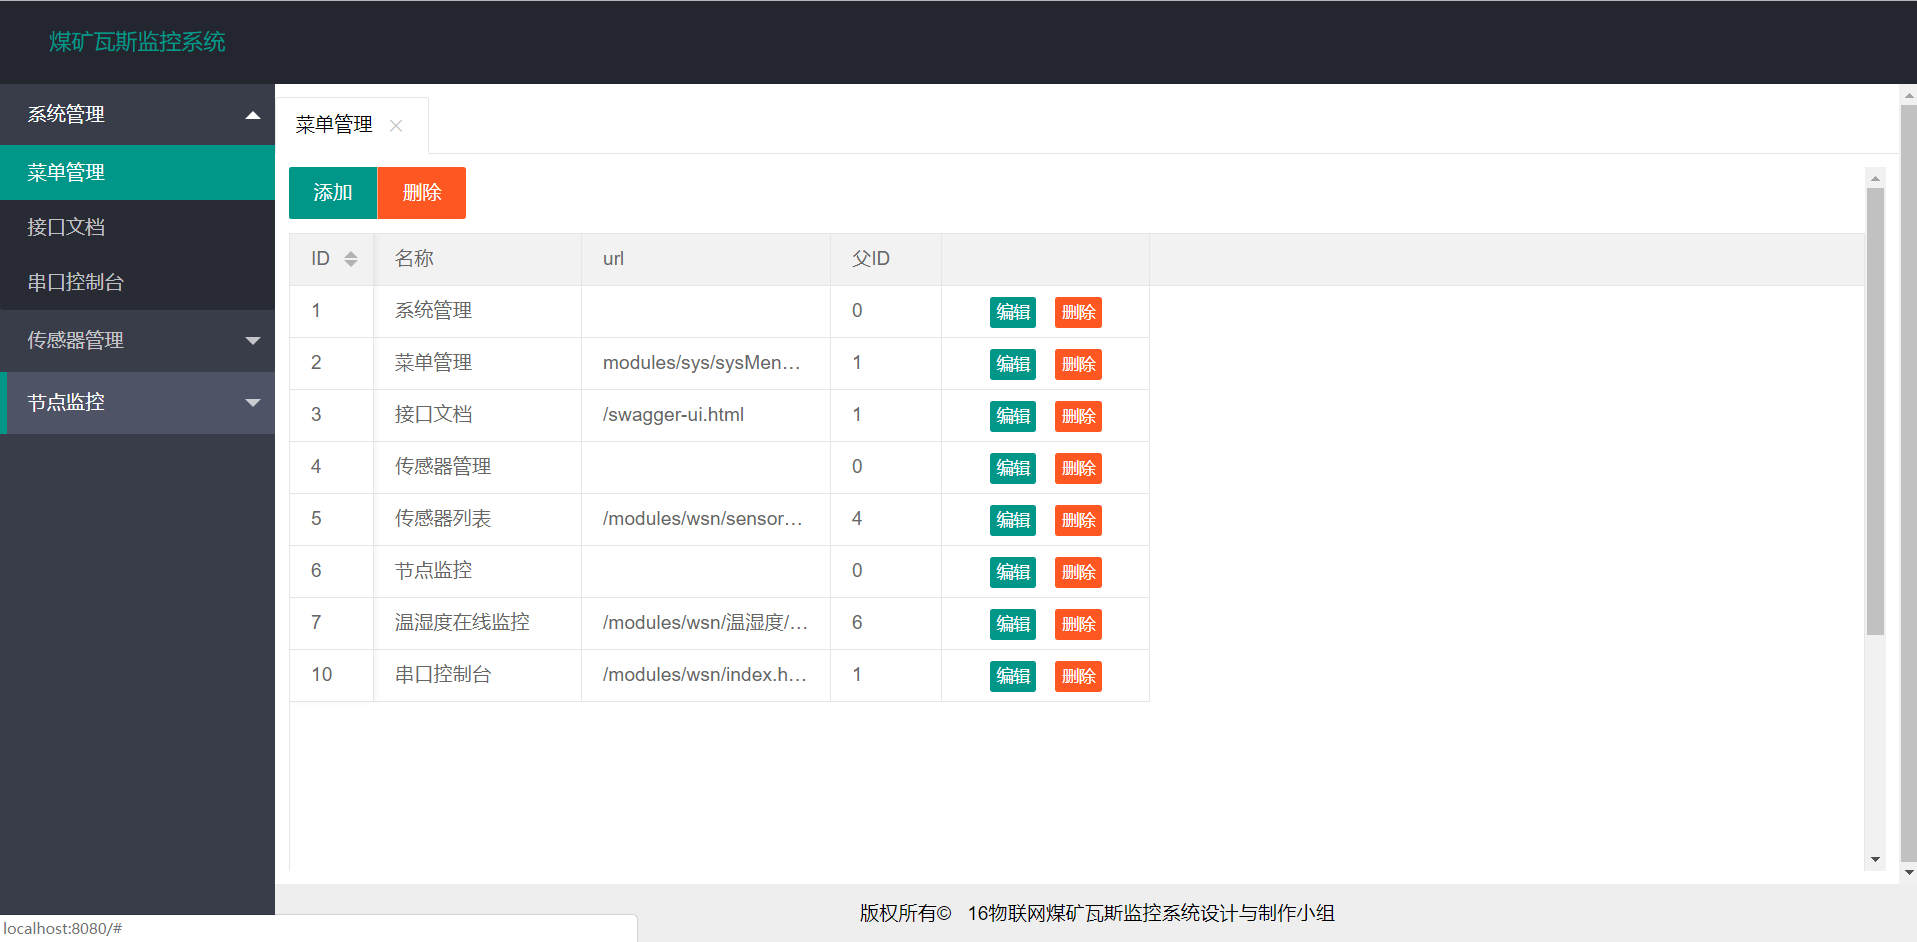 煤矿瓦斯监控系统
系统管理
菜单管理
接口文档
串口控制台
传感器管理
节点监控
菜单管理
添加 删除
ID 名称 url 父ID
1 系统管理 0 编辑 删除
2 菜单管理 modules/sys/sysMen... 1 编辑 删除
3 接口文档 /swagger-ui.html 1 编辑 删除
4 传感器管理 0 编辑 删除
5 传感器列表 /modules/wsn/sensor... 4 编辑 删除
6 节点监控 0 编辑 删除
7 温湿度在线监控 /modules/wsn/温湿度/... 6 编辑 删除
10 串口控制台 /modules/wsn/index.h... 1 编辑 删除
版权所有© 16物联网煤矿瓦斯监控系统设计与制作小组
localhost:8080/#